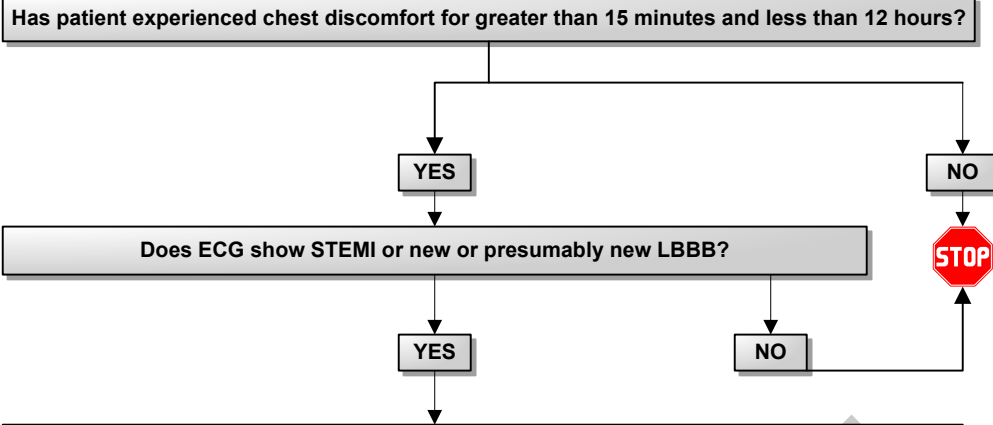 Has patient experienced chest discomfort for greater than 15 minutes and less than 12 hours?
YES
NO
Does ECG show STEMI or new or presumably new LBBB?
STOP
YES
NO